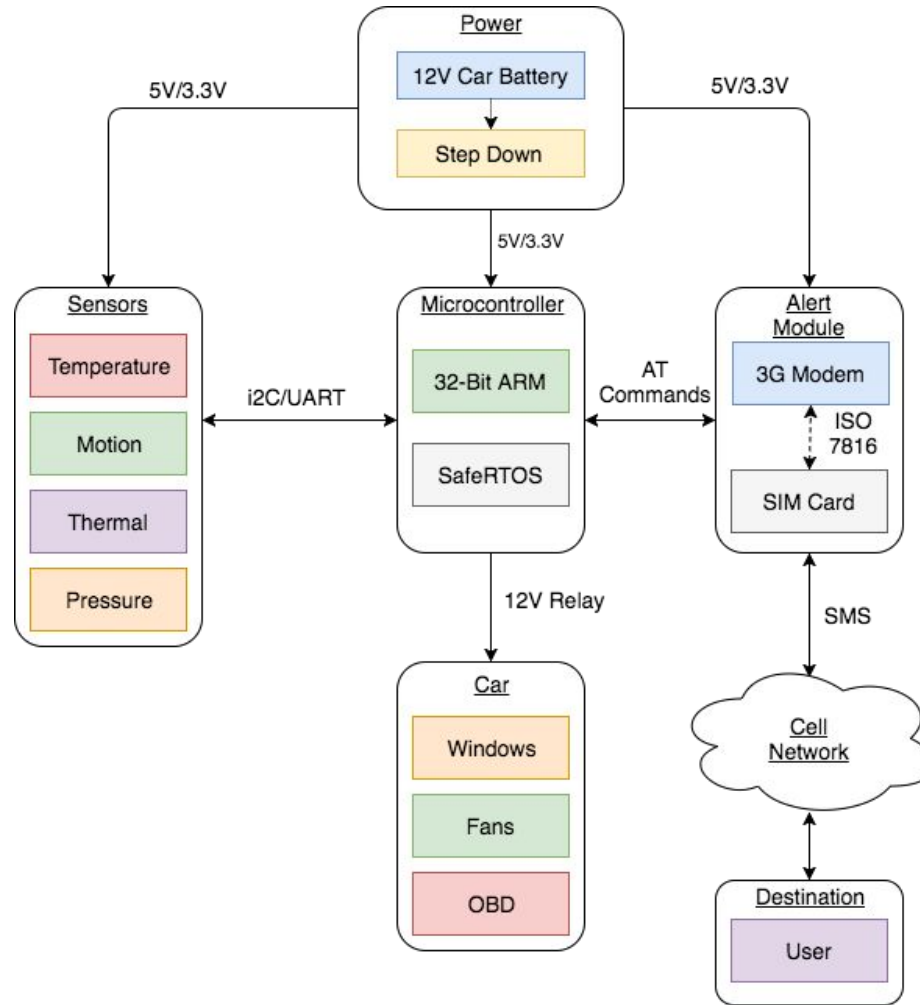 Power
12V Car Battery
Step Down
5V/3.3V
5V/3.3V
5V/3.3V
Sensors
Temperature
Motion
Thermal
Pressure
i2C/UART
Microcontroller
32-Bit ARM
SafeRTOS
AT
Commands
Alert
Module
3G Modem
ISO
7816
SIM Card
12V Relay
SMS
Car
Windows
Fans
OBD
Cell
Network
Destination
User